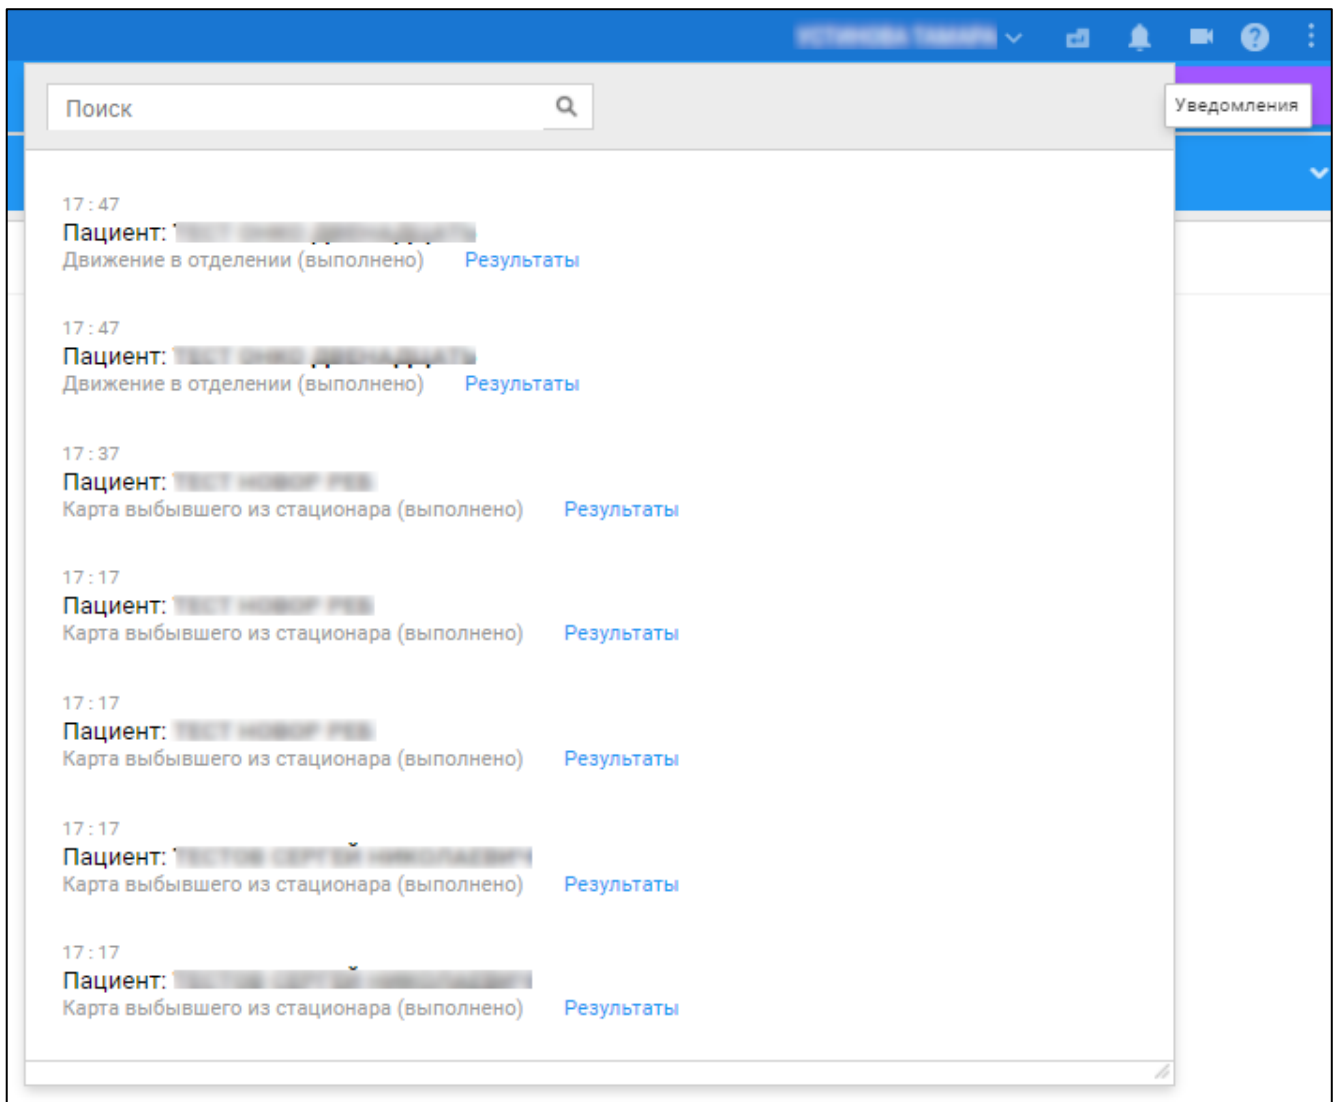 Поиск
Уведомления
17:47
Пациент:
Движение в отделении (выполнено) Результаты
17:47
Пациент:
Движение в отделении (выполнено) Результаты
17:37
Пациент:
Карта выбывшего из стационара (выполнено) Результаты
17:17
Пациент:
Карта выбывшего из стационара (выполнено) Результаты
17:17
Пациент:
Карта выбывшего из стационара (выполнено) Результаты
17:17
Пациент:
Карта выбывшего из стационара (выполнено) Результаты
17:17
Пациент:
Карта выбывшего из стационара (выполнено) Результаты